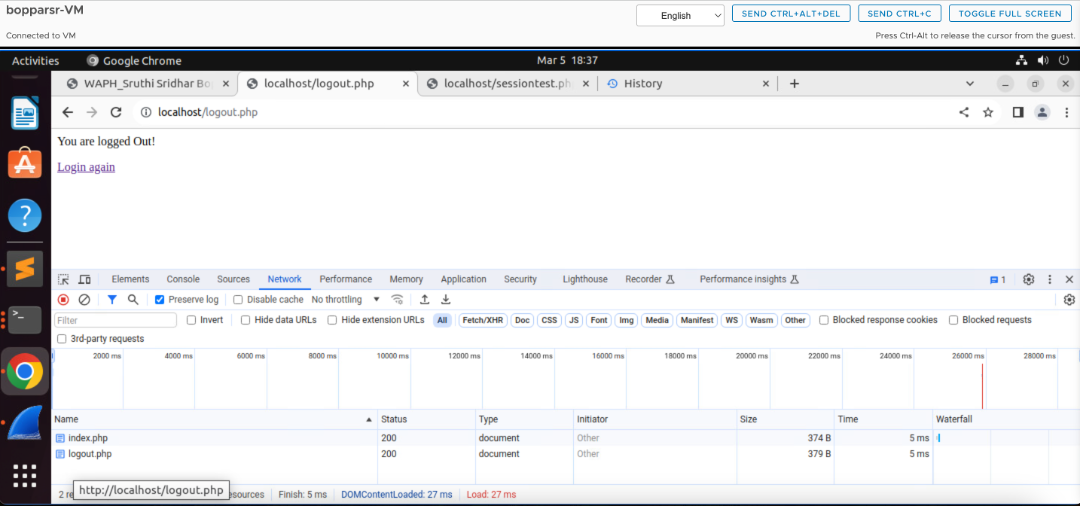 bopparsr-VM
English
SEND CTRL+ALT+DEL
SEND CTRL+C
TOGGLE FULL SCREEN
Connected to VM
Press Ctrl-Alt to release the cursor from the guest.
Activities
Google Chrome
Mar 5 18:37
WAPH_Sruthi Sridhar Bo
localhost/logout.php
localhost/sessiontest.ph
History
localhost/logout.php
You are logged Out!
Login again
Elements
Console
Sources
Network
Performance
Memory
Application
Security
Lighthouse
Recorder
Performance insights
1
Preserve log
Disable cache
No throttling
Filter
Invert
Hide data URLs
Hide extension URLs
All
Fetch/XHR
Doc
CSS
JS
Font
Img
Media
Manifest
WS
Wasm
Other
Blocked response cookies
Blocked requests
3rd-party requests
2000 ms
4000 ms
6000 ms
8000 ms
10000 ms
12000 ms
14000 ms
16000 ms
18000 ms
20000 ms
22000 ms
24000 ms
26000 ms
28000 ms
Name Status Type Initiator Size Time Waterfall
index.php 200 document Other 374 B 5 ms
logout.php 200 document Other 379 B 5 ms
http://localhost/logout.php
2 re
esources
Finish: 5 ms
DOMContentLoaded: 27 ms
Load: 27 ms